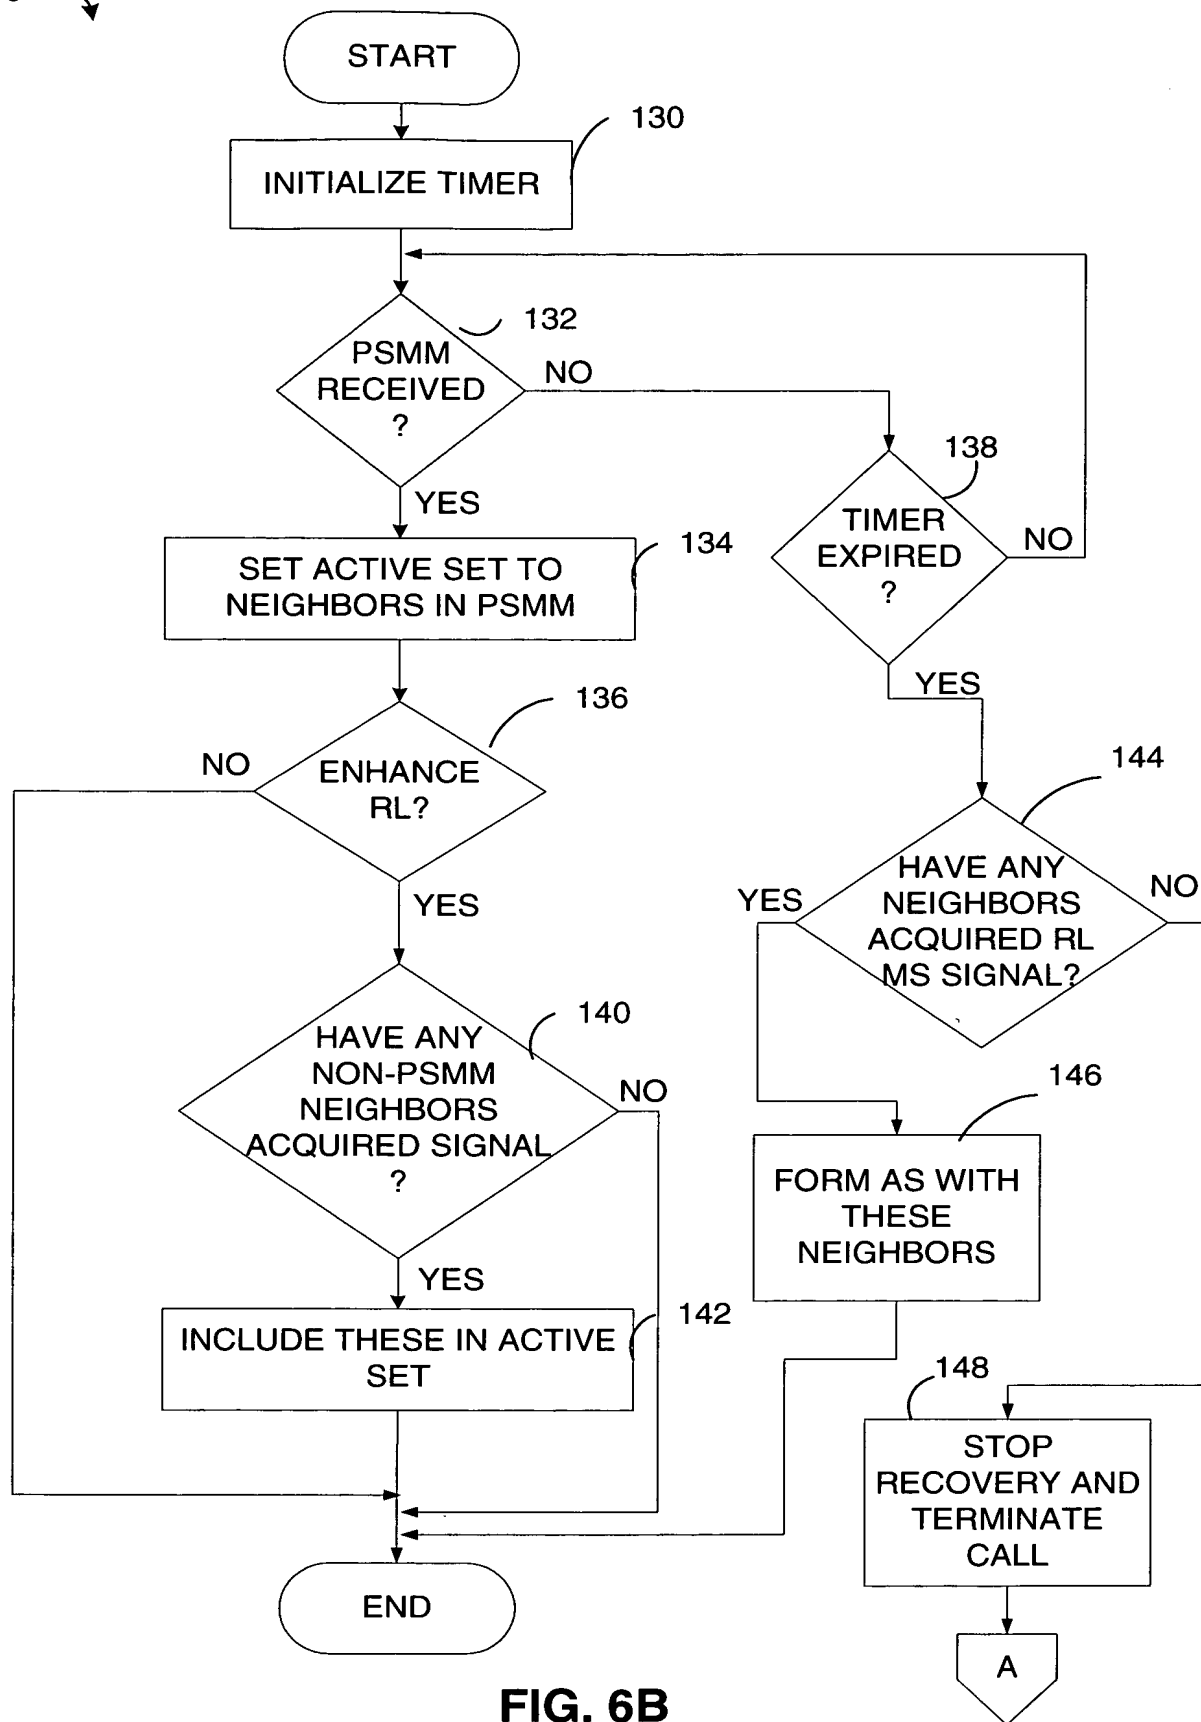 START
130
INITIALIZE TIMER
132
PSMM
RECEIVED
?
NO
138
YES
TIMER
EXPIRED
?
NO
134
SET ACTIVE SET TO
NEIGHBORS IN PSMM
YES
136
NO
ENHANCE
RL?
144
YES
HAVE ANY
NEIGHBORS
ACQUIRED RL
MS SIGNAL?
YES
NO
140
HAVE ANY
NON-PSMM
NEIGHBORS
ACQUIRED SIGNAL
?
NO
146
FORM AS WITH
THESE
NEIGHBORS
YES
142
INCLUDE THESE IN ACTIVE
SET
148
STOP
RECOVERY AND
TERMINATE
CALL
END
A
FIG. 6B